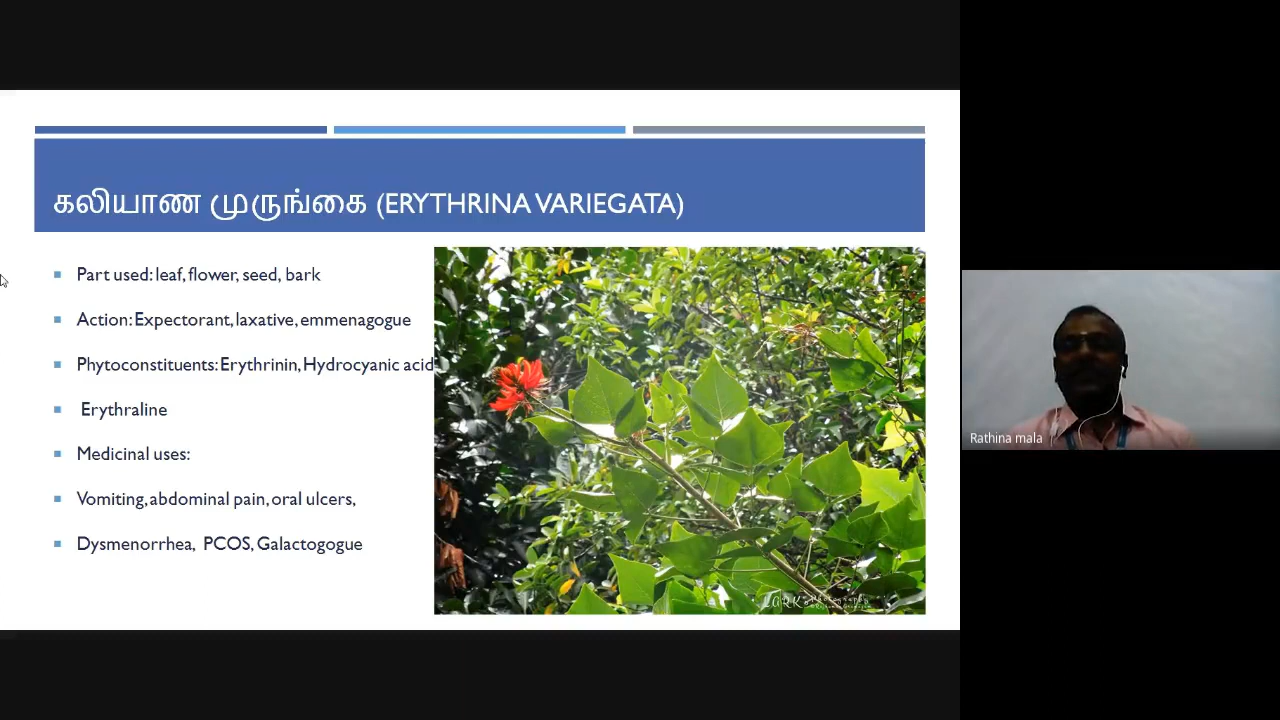 கலியாண முருங்கை (ERYTHRINA VARIEGATA)
Part used: leaf, flower, seed, bark
Action: Expectorant, laxative, emmenagogue
Phytoconstituents: Erythrinin, Hydrocyanic acid
Erythraline
Medicinal uses:
Vomiting, abdominal pain, oral ulcers,
Dysmenorrhea, PCOS, Galactogogue
Rathina mala